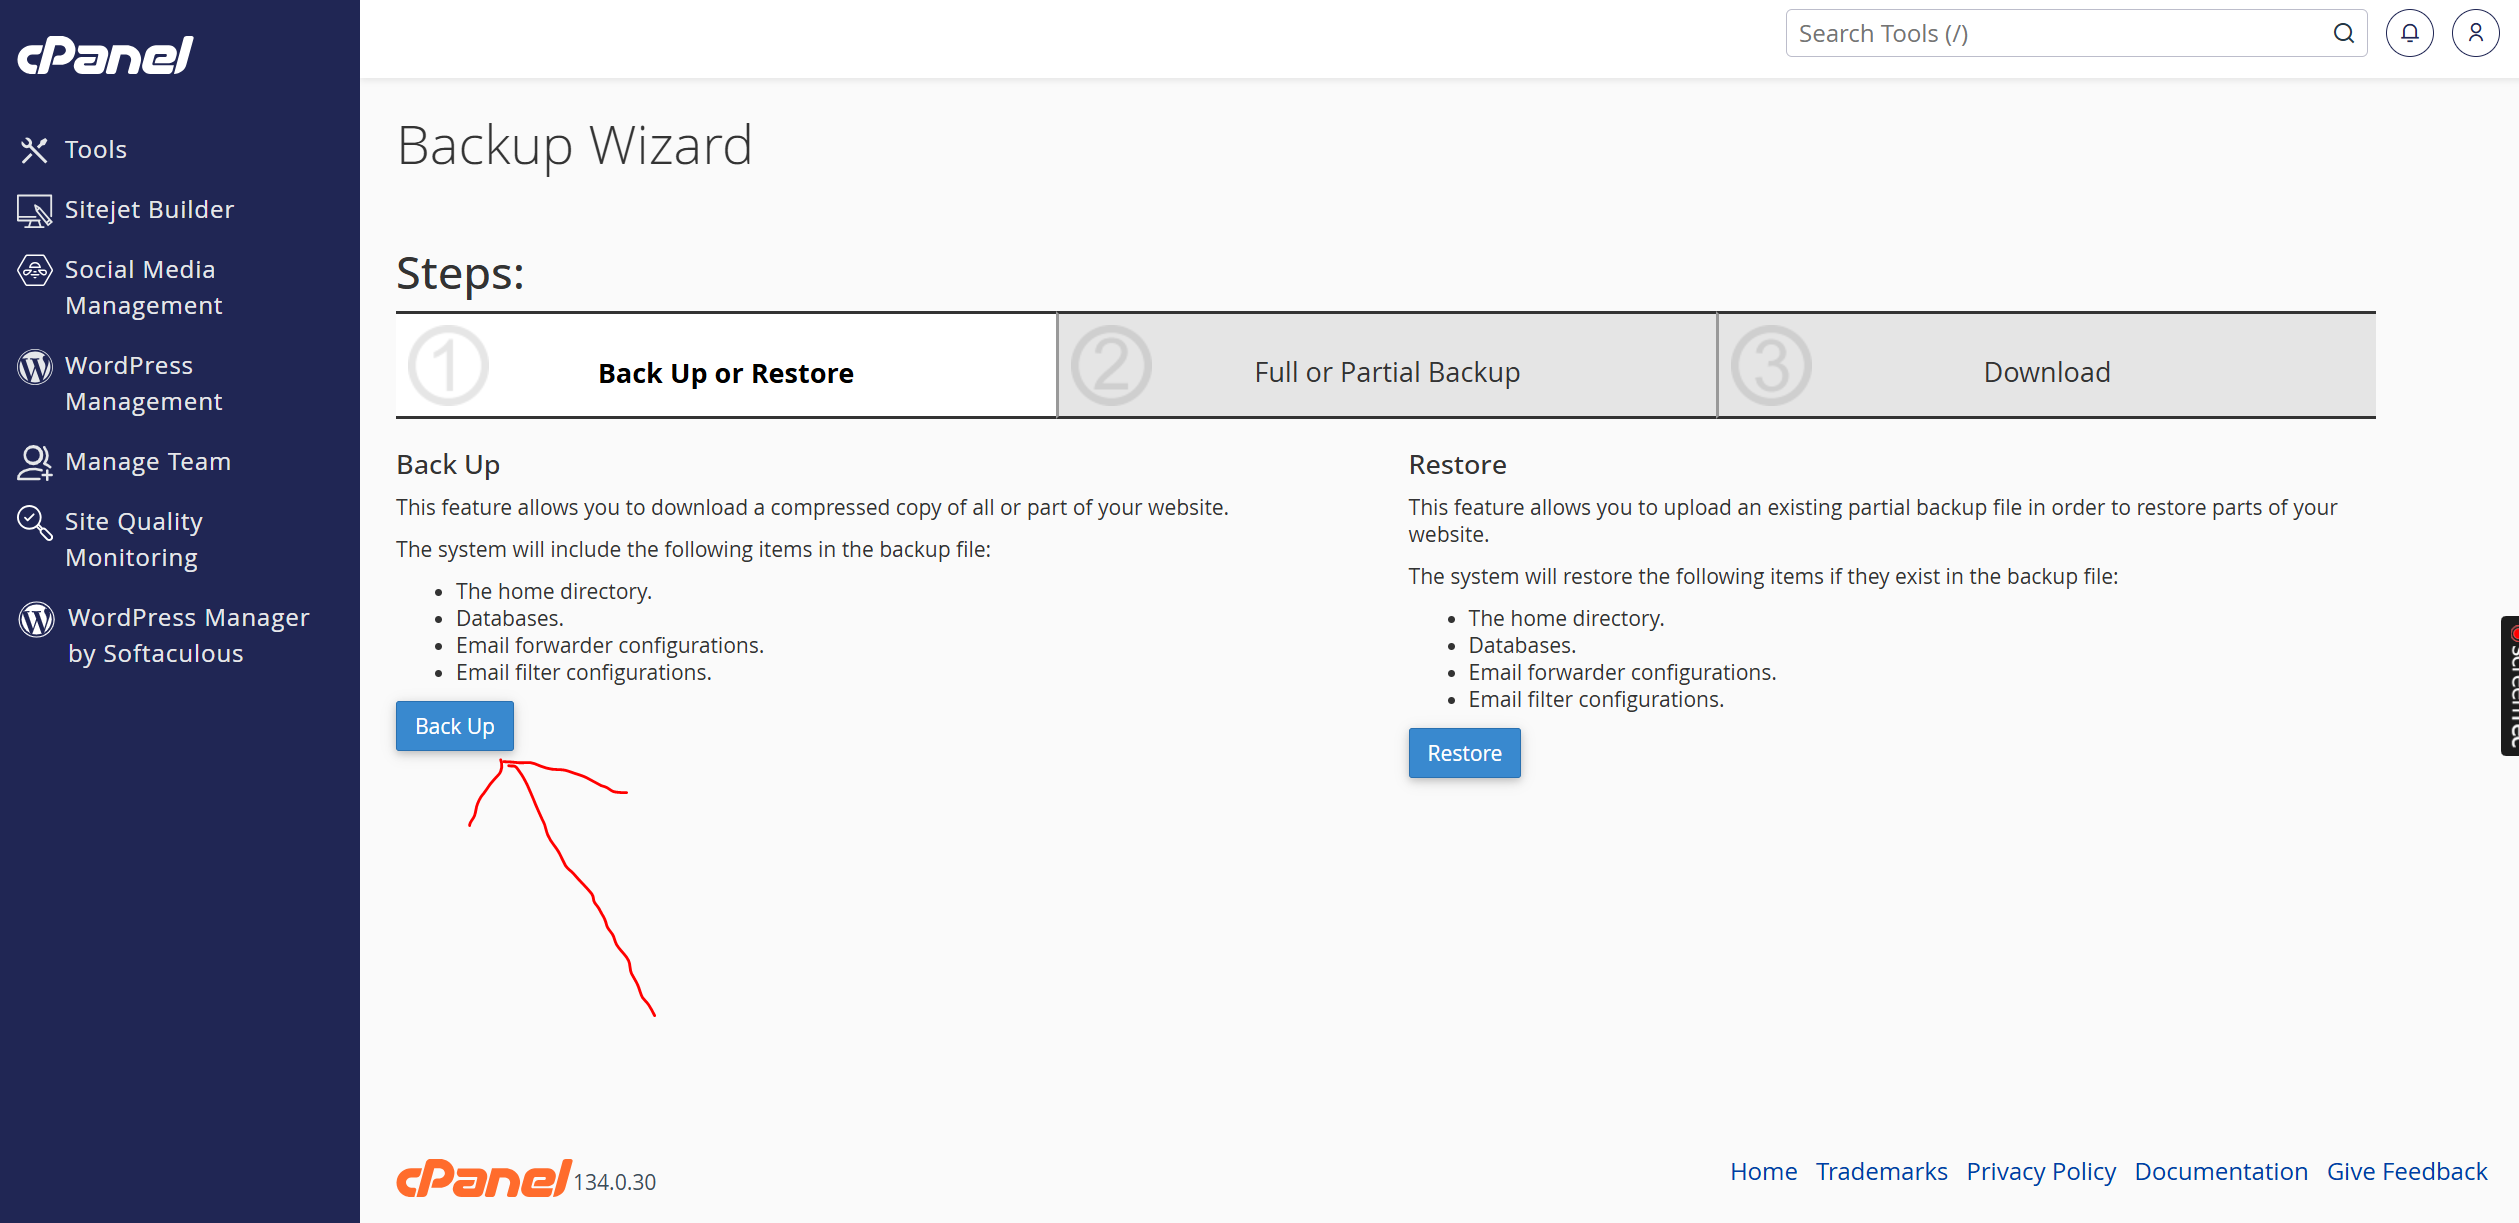 cPanel
Search Tools (/)
Tools
Sitejet Builder
Social Media
Management
WordPress
Management
Manage Team
Site Quality
Monitoring
WordPress Manager
by Softaculous
Backup Wizard
Steps:
1
Back Up or Restore
2
Full or Partial Backup
3
Download
Back Up
This feature allows you to download a compressed copy of all or part of your website.
The system will include the following items in the backup file:
The home directory.
Databases.
Email forwarder configurations.
Email filter configurations.
Back Up
Restore
This feature allows you to upload an existing partial backup file in order to restore parts of your
website.
The system will restore the following items if they exist in the backup file:
The home directory.
Databases.
Email forwarder configurations.
Email filter configurations.
Restore
cPanel 134.0.30
Home Trademarks Privacy Policy Documentation Give Feedback